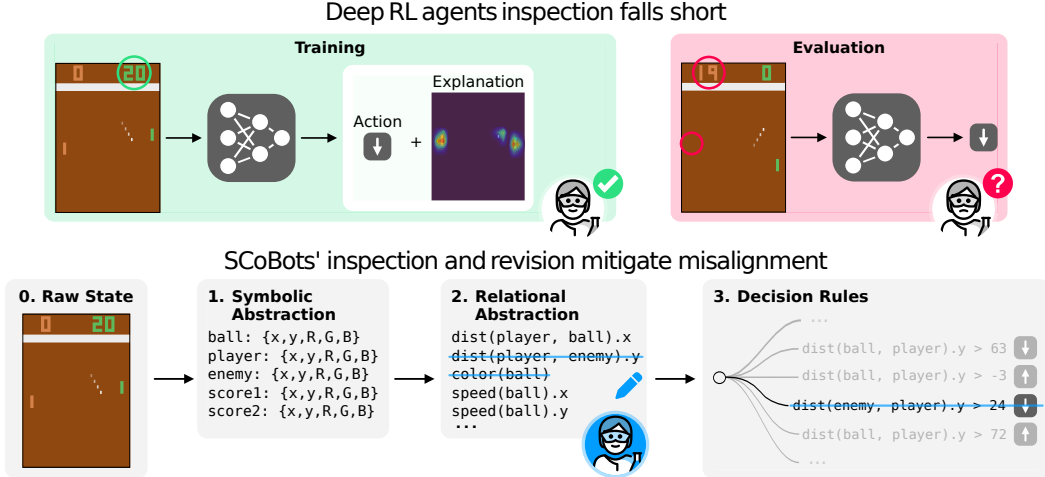 Deep RL agents inspection falls short
Training
Evaluation
0 20
Explanation
Action
+
19 0
?
SCoBots' inspection and revision mitigate misalignment
0. Raw State
0 20
1. Symbolic
Abstraction
ball: {x,y,R,G,B}
player: {x,y,R,G,B}
enemy: {x,y,R,G,B}
score1: {x,y,R,G,B}
score2: {x,y,R,G,B}
2. Relational
Abstraction
dist(player, ball).x
dist(player, enemy).y
color(ball)
speed(ball).x
speed(ball).y
...
3. Decision Rules
...
dist(ball, player).y > 63
dist(ball, player).y > -3
dist(enemy, player).y > 24
dist(ball, player).y > 72
...